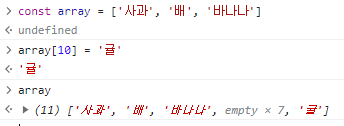 > const array = ['사과', '배', '바나나']
< undefined
> array[10] = '귤'
< '귤'
> array
< ▶ (11) ['사과', '배', '바나나', empty × 7, '귤']